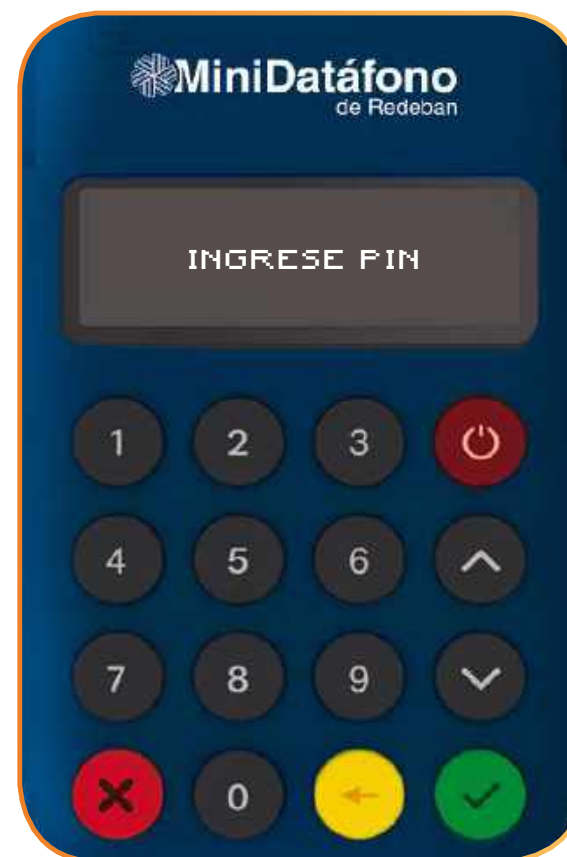 MiniDatáfono
de Redeban
INGRESE PIN
1 2 3
4 5 6
7 8 9
0